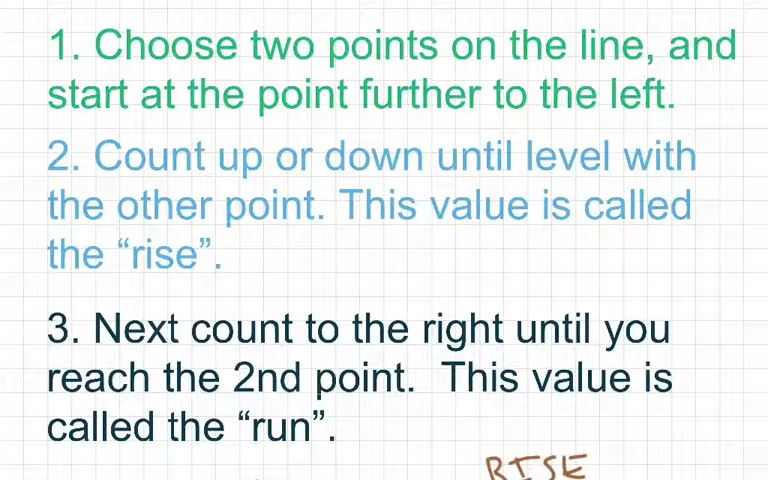 1. Choose two points on the line, and
start at the point further to the left.
2. Count up or down until level with
the other point. This value is called
the “rise”.
3. Next count to the right until you
reach the 2nd point.  This value is
called the “run”.
RISE